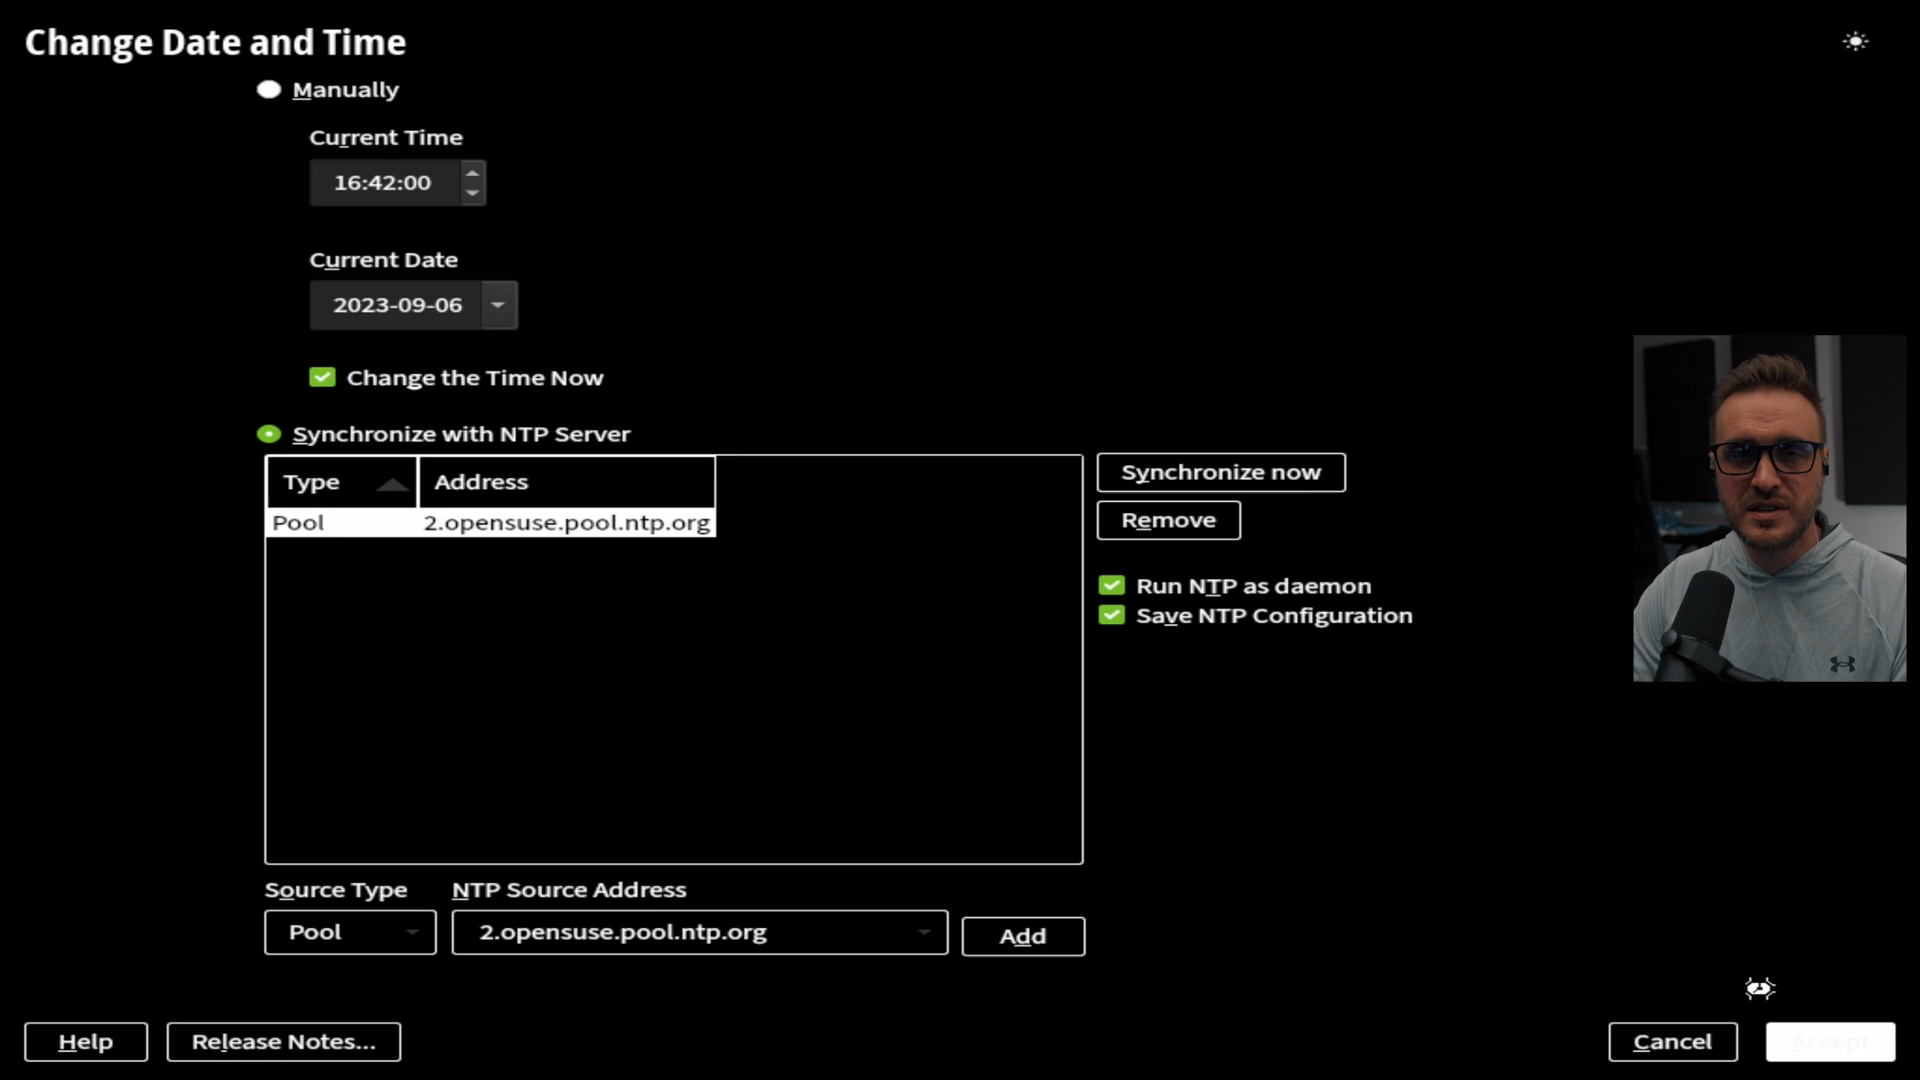 Change Date and Time
Manually
Current Time
16:42:00
Current Date
2023-09-06
Change the Time Now
Synchronize with NTP Server
Type Address
Pool 2.opensuse.pool.ntp.org
Synchronize now
Remove
Run NTP as daemon
Save NTP Configuration
Source Type NTP Source Address
Pool 2.opensuse.pool.ntp.org Add
Help Release Notes... Cancel Accept